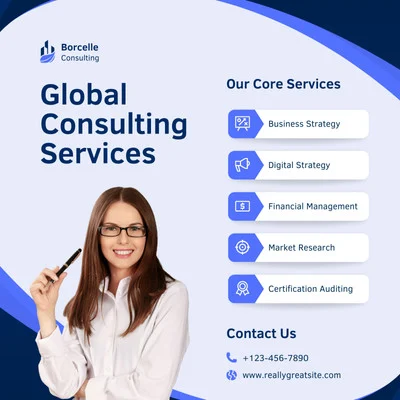 Borcelle
Consulting
Global
Consulting
Services
Our Core Services
Business Strategy
Digital Strategy
Financial Management
Market Research
Certification Auditing
Contact Us
+123-456-7890
www.reallygreatsite.com